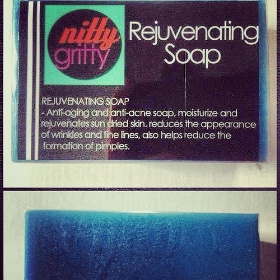 nitty
gritty
Rejuvenating
Soap
REJUVENATING SOAP
- Anti-aging and anti-acne soap, moisturize and
rejuvenates sun dried skin. reduces the appearance
of wrinkles and fine lines, also helps reduce the
formation of pimples.